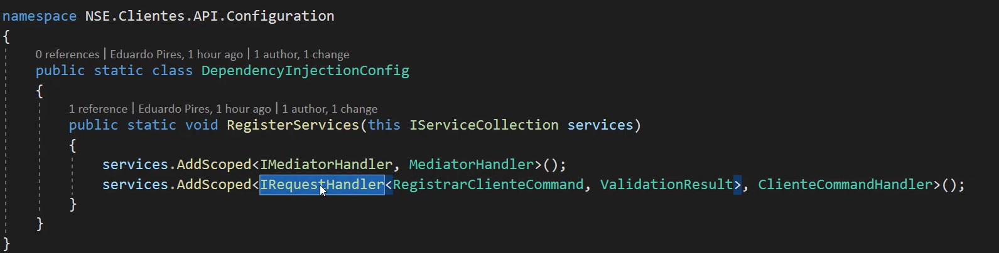 namespace NSE.Clientes.API.Configuration
{
0 references | Eduardo Pires, 1 hour ago | 1 author, 1 change
public static class DependencyInjectionConfig
{
1 reference | Eduardo Pires, 1 hour ago | 1 author, 1 change
public static void RegisterServices(this IServiceCollection services)
{
services.AddScoped<IMediatorHandler, MediatorHandler>();
services.AddScoped<IRequestHandler<RegistrarClienteCommand, ValidationResult>, ClienteCommandHandler>();
}
}
}